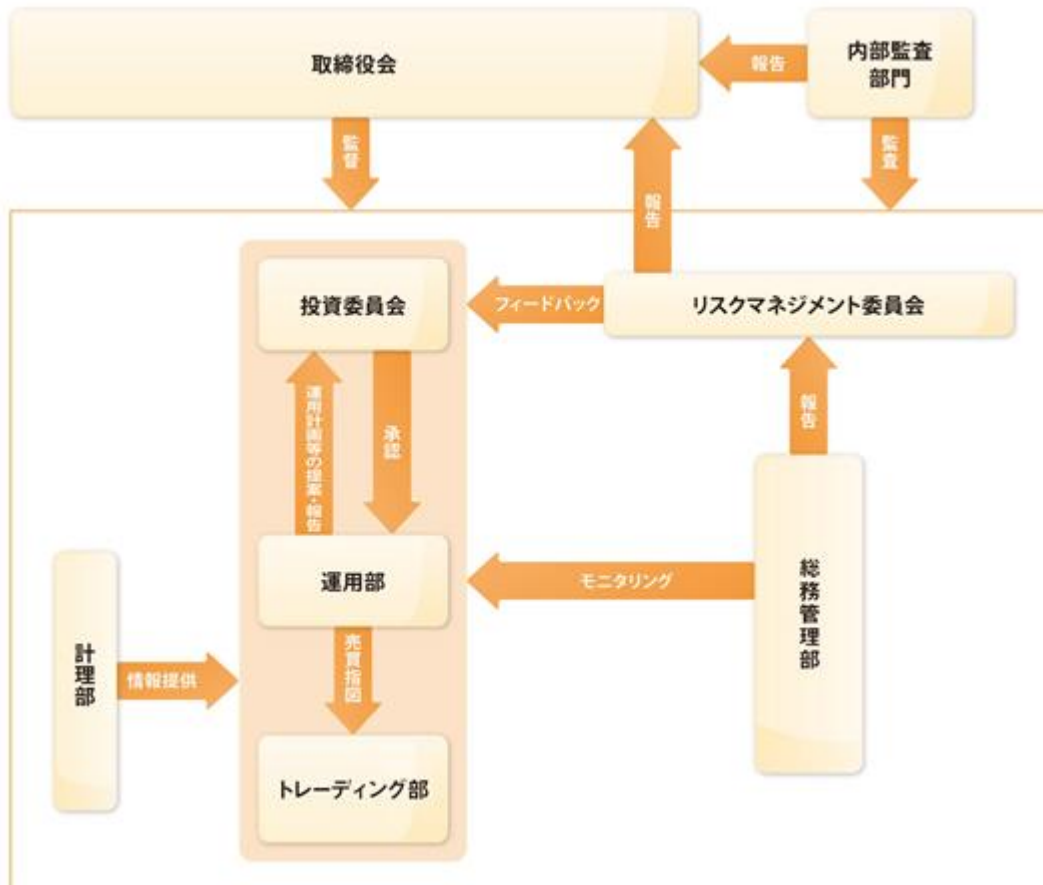 取締役会
報告
内部監査
部門
監督
監査
報告
投資委員会
フィードバック
リスクマネジメント委員会
運用計画等の提案・報告
承認
報告
運用部
モニタリング
総務管理部
計理部
情報提供
売買指図
トレーディング部